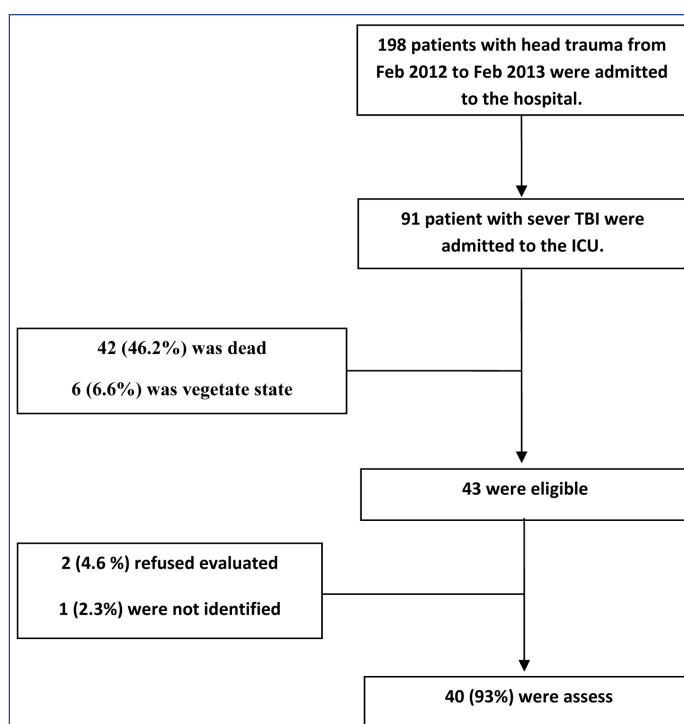 198 patients with head trauma from
Feb 2012 to Feb 2013 were admitted
to the hospital.
91 patient with sever TBI were
admitted to the ICU.
42 (46.2%) was dead
6 (6.6%) was vegetate state
43 were eligible
2 (4.6 %) refused evaluated
1 (2.3%) were not identified
40 (93%) were assess